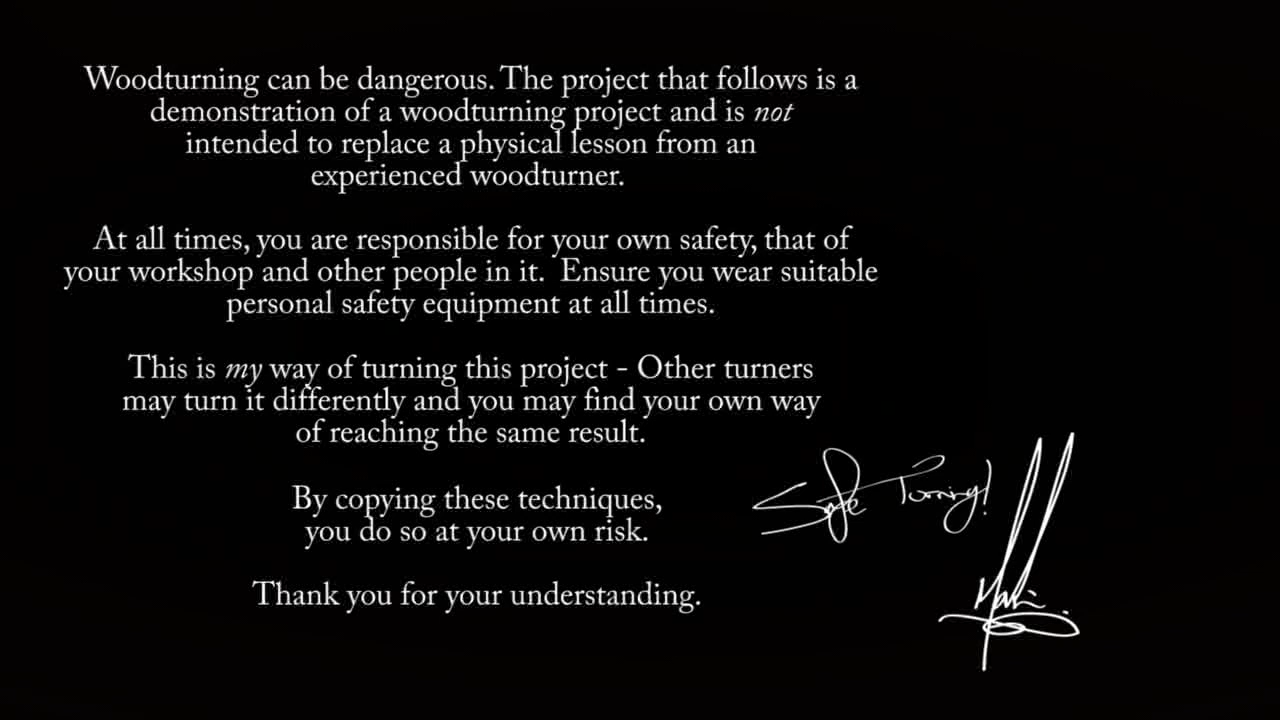 Woodturning can be dangerous. The project that follows is a
demonstration of a woodturning project and is not
intended to replace a physical lesson from an
experienced woodturner.
At all times, you are responsible for your own safety, that of
your workshop and other people in it. Ensure you wear suitable
personal safety equipment at all times.
This is my way of turning this project - Other turners
may turn it differently and you may find your own way
of reaching the same result.
By copying these techniques,
you do so at your own risk.
Thank you for your understanding.
Safe Turning!